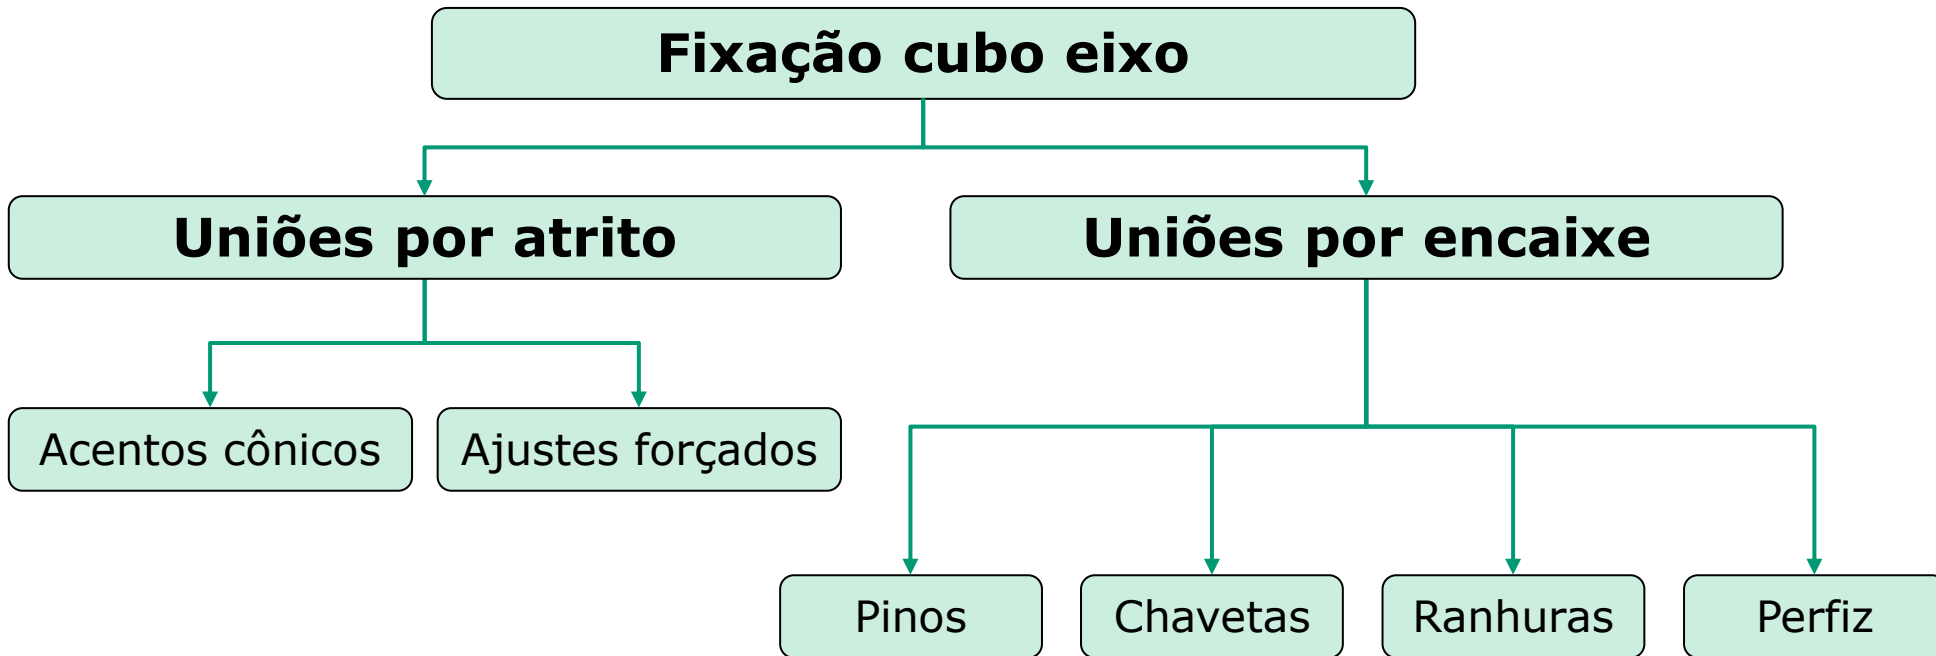 Fixação cubo eixo
Uniões por atrito
Uniões por encaixe
Acentos cônicos
Ajustes forçados
Pinos
Chavetas
Ranhuras
Perfiz